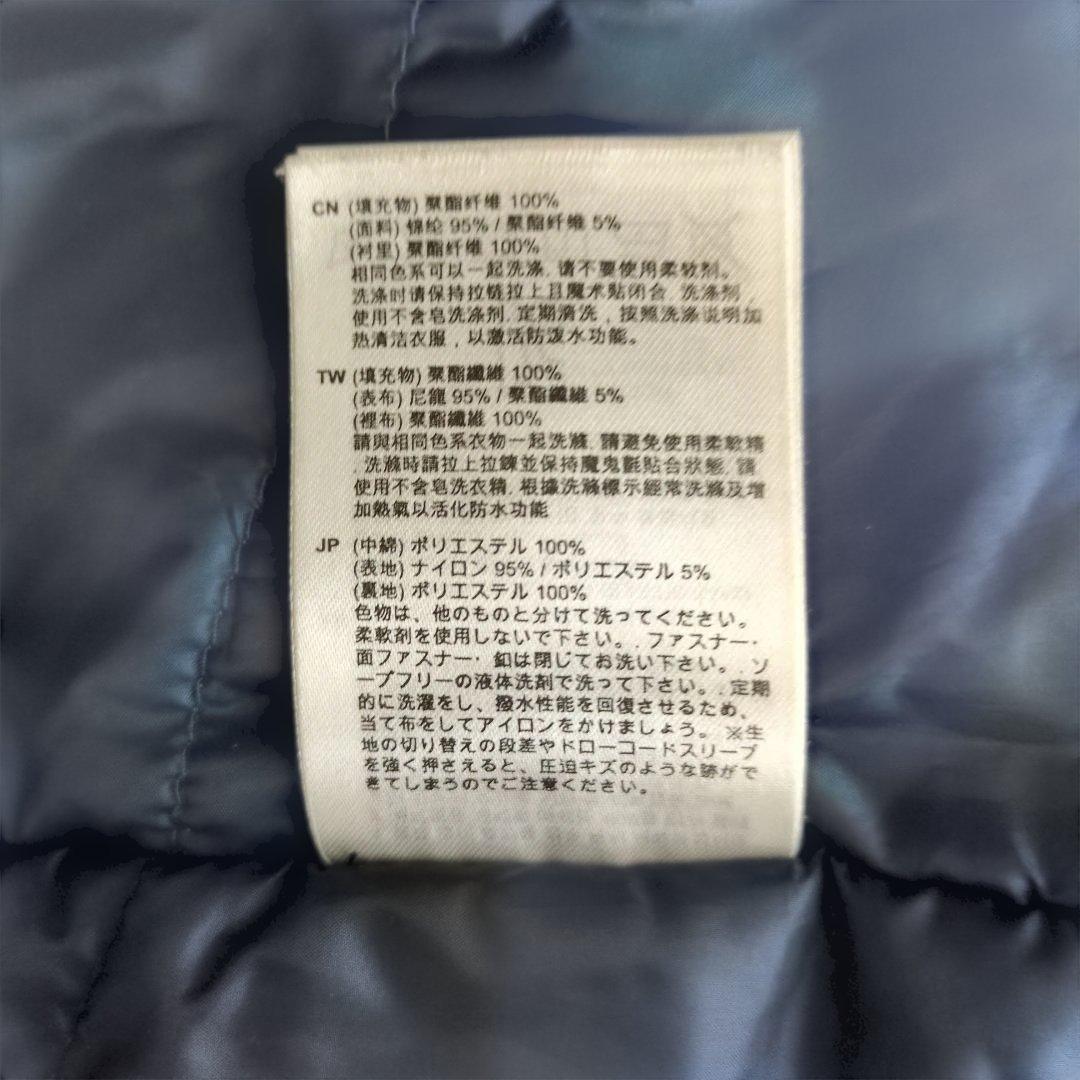 CN (填充物) 聚酯纤维 100%
(面料) 锦纶 95% / 聚酯纤维 5%
(衬里) 聚酯纤维 100%
相同色系可以一起洗涤. 请不要使用柔软剂。
洗涤时请保持拉链拉上且魔术贴闭合. 洗涤剂
使用不含皂洗涤剂. 定期清洗，按照洗涤说明加
热清洁衣服，以激活防泼水功能。
TW (填充物) 聚酯纖維 100%
(表布) 尼龍 95% / 聚酯纖維 5%
(裡布) 聚酯纖維 100%
請與相同色系衣物一起洗滌. 請避免使用柔軟精
. 洗滌時請拉上拉鍊並保持魔鬼氈貼合狀態. 請
使用不含皂洗衣精. 根據洗滌標示經常洗滌及增
加熱氣以活化防水功能
JP (中綿) ポリエステル 100%
(表地) ナイロン 95% / ポリエステル 5%
(裏地) ポリエステル 100%
色物は、他のものと分けて洗ってください。
柔軟剤を使用しないで下さい。. ファスナー・
面ファスナー・ 釦は閉じてお洗い下さい。. ソ
ープフリーの液体洗剤で洗って下さい。. 定期
的に洗濯をし、撥水性能を回復させるため、
当て布をしてアイロンをかけましょう。 ※生
地の切り替えの段差やドローコードスリーブ
を強く押さえると、圧迫キズのような跡がで
きてしまうのでご注意ください。